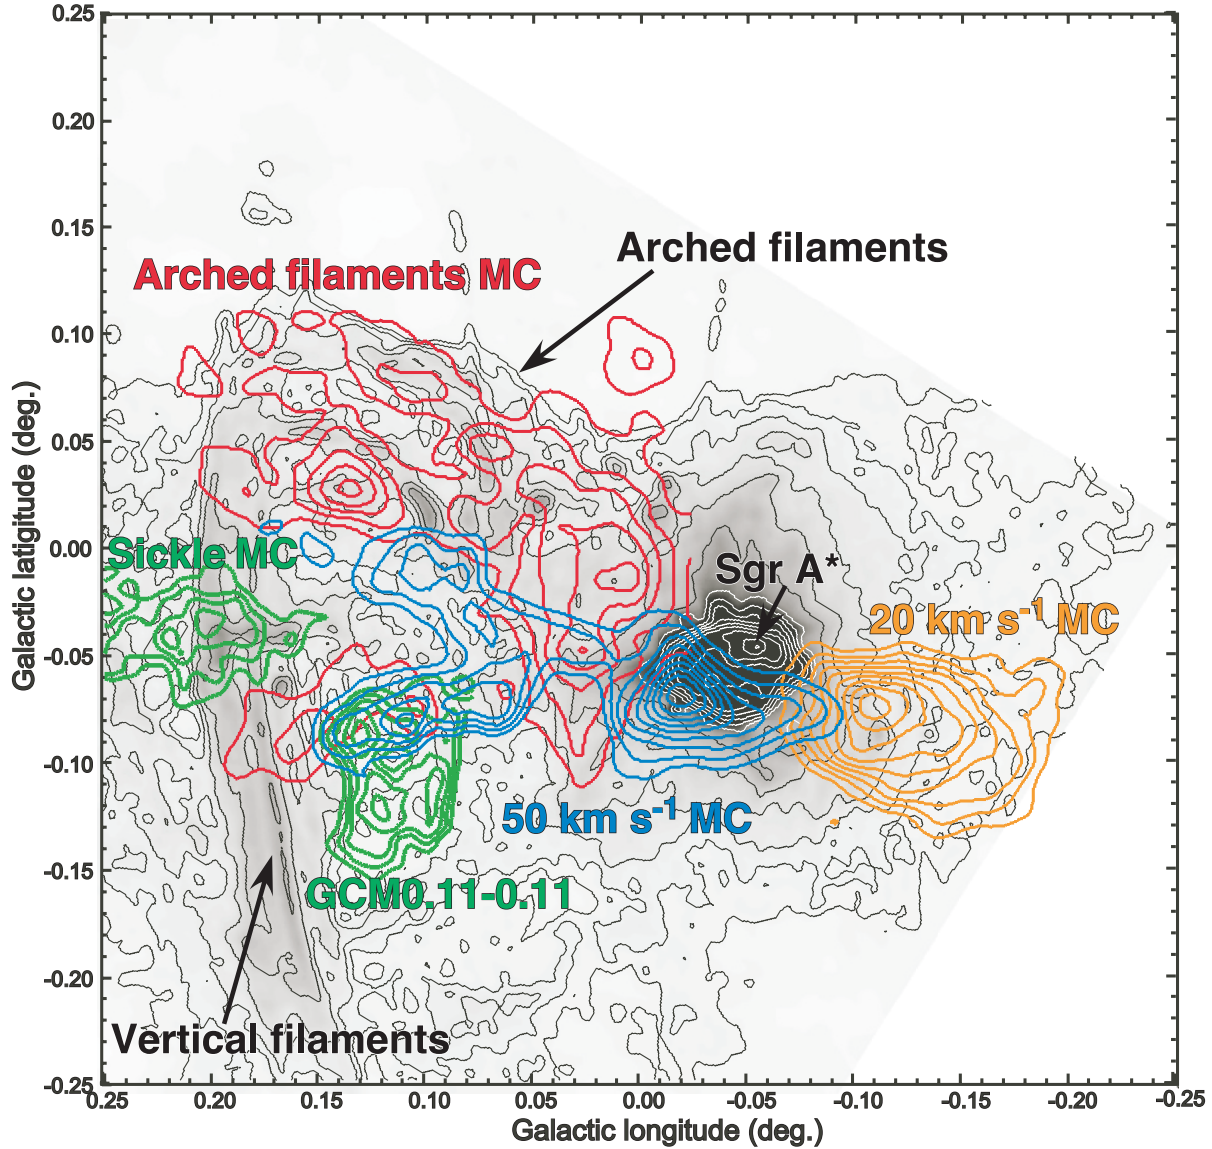 0.25
0.20
0.15
0.10
0.05
0.00
-0.05
-0.10
-0.15
-0.20
-0.25
Galactic latigitude (deg.)
Arched filaments
Arched filaments MC
Sickle MC
Sgr A*
20 km s-1 MC
50 km s-1 MC
GCM0.11-0.11
Vertical filaments
0.25 0.20 0.15 0.10 0.05 0.00 -0.05 -0.10 -0.15 -0.20 -0.25
Galactic longitude (deg.)